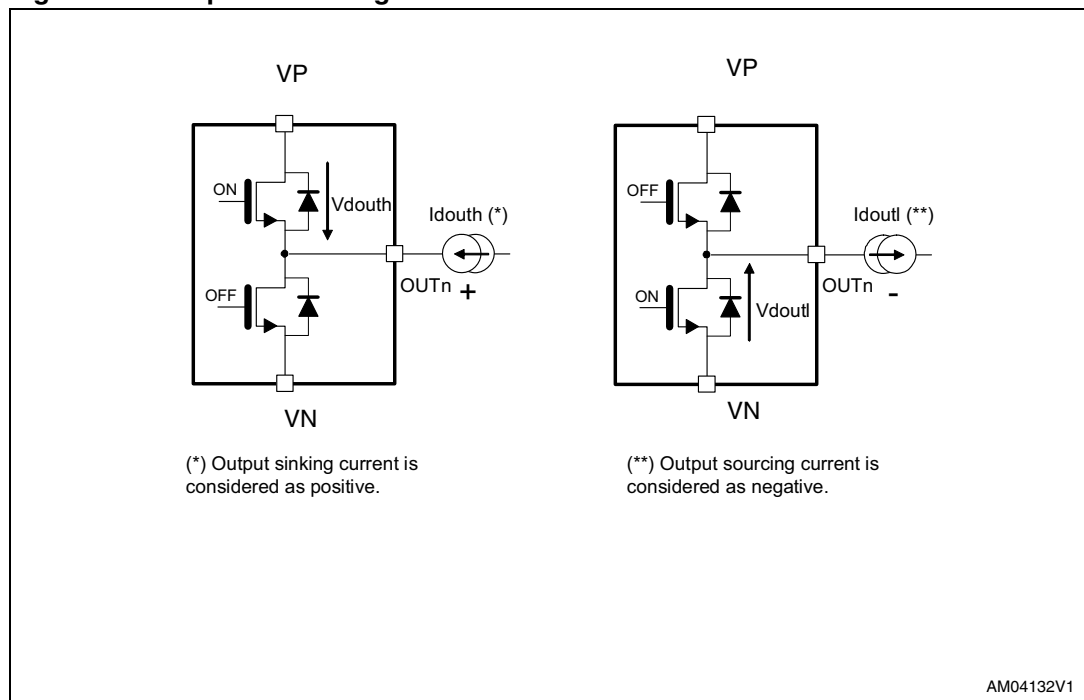 VP
ON
Vdouth
Idouth (*)
OFF
OUTn +
VN
(*) Output sinking current is
considered as positive.
VP
OFF
Idoutl (**)
ON
Vdoutl
OUTn -
VN
(**) Output sourcing current is
considered as negative.
AM04132V1